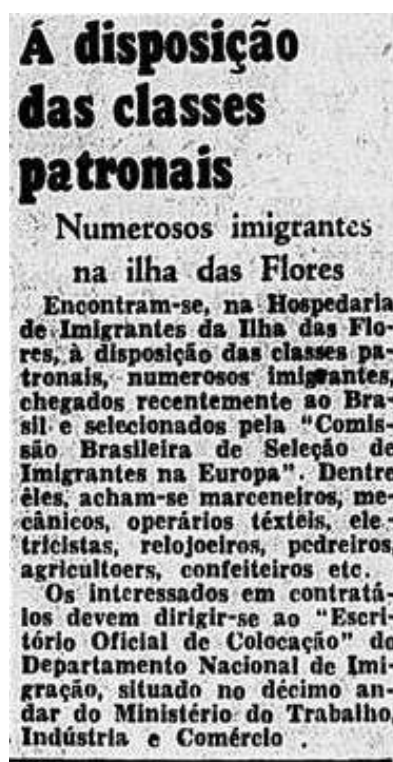 Á disposição
das classes
patronais
Numerosos imigrantes
na ilha das Flores
Encontram-se, na Hospedaria
de Imigrantes da Ilha das Flo-
res, à disposição das classes pa-
tronais, numerosos imigrantes,
chegados recentemente ao Bra-
sil e selecionados pela "Comis-
são Brasileira de Seleção de
Imigrantes na Europa". Dentre
êles, acham-se marceneiros, me-
cânicos, operários têxteis, ele-
tricistas, relojoeiros, pedreiros,
agricultoers, confeiteiros etc.
Os interessados em contratá-
los devem dirigir-se ao "Escri-
tório Oficial de Colocação" do
Departamento Nacional de Imi-
gração, situado no décimo an-
dar do Ministério do Trabalho,
Indústria e Comércio .